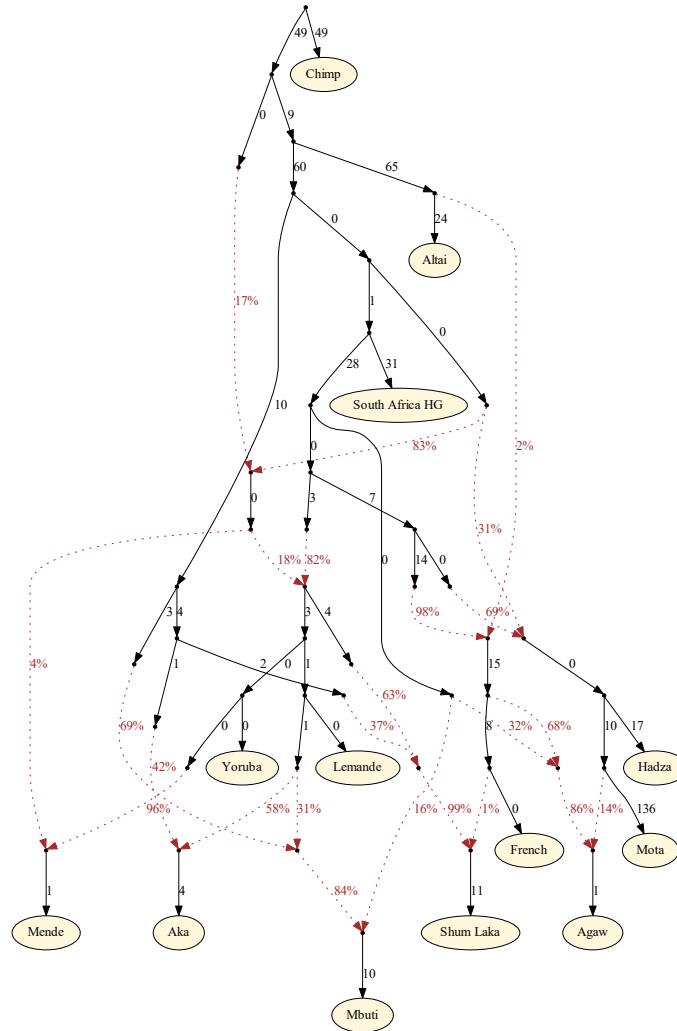 49 49
Chimp
0 9
60 65
0 24
Altai
17% 1 0
28 31
10 South Africa HG
0 83% 2%
0 3 7 31%
18% 82% 0 14 0
3 4 3 4 98% 69%
4% 1 2 0 1 15 0
69% 63% 37% 32% 68%
42% 0 0 1 0 8 10 17
Yoruba Lemande Hadza
96% 58% 31% 16% 99% 1% 0 86% 14% 136
French Mota
1 4 84% 11 1
Mende Aka Shum Laka Agaw
10
Mbuti